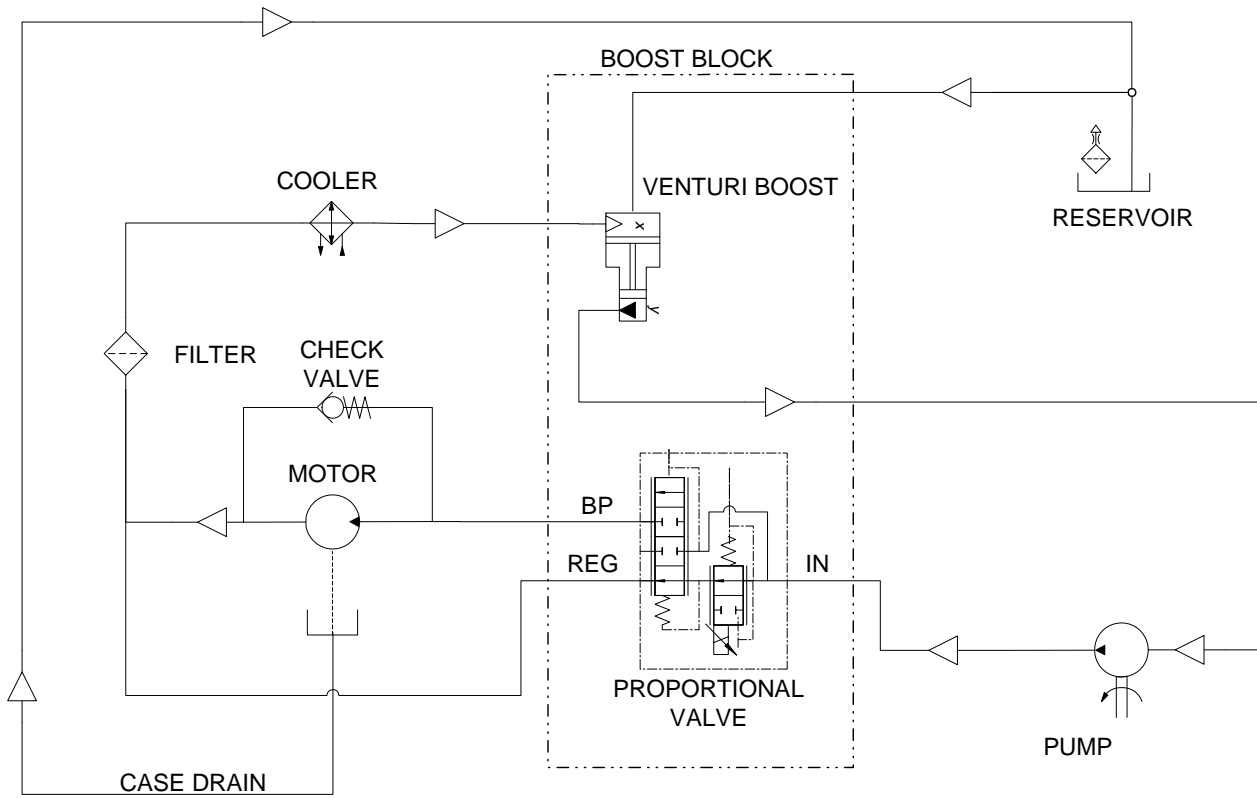 BOOST BLOCK
COOLER
VENTURI BOOST
RESERVOIR
x
y
FILTER
CHECK
VALVE
MOTOR
BP
REG
IN
PROPORTIONAL
VALVE
PUMP
CASE DRAIN